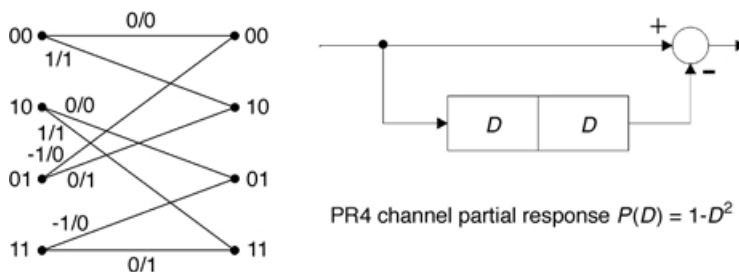 0/0
00 00
1/1
+
10 0/0 10
1/1
-
D D
-1/0
01 0/1 01
-1/0
PR4 channel partial response P(D) = 1-D²
11 11
0/1